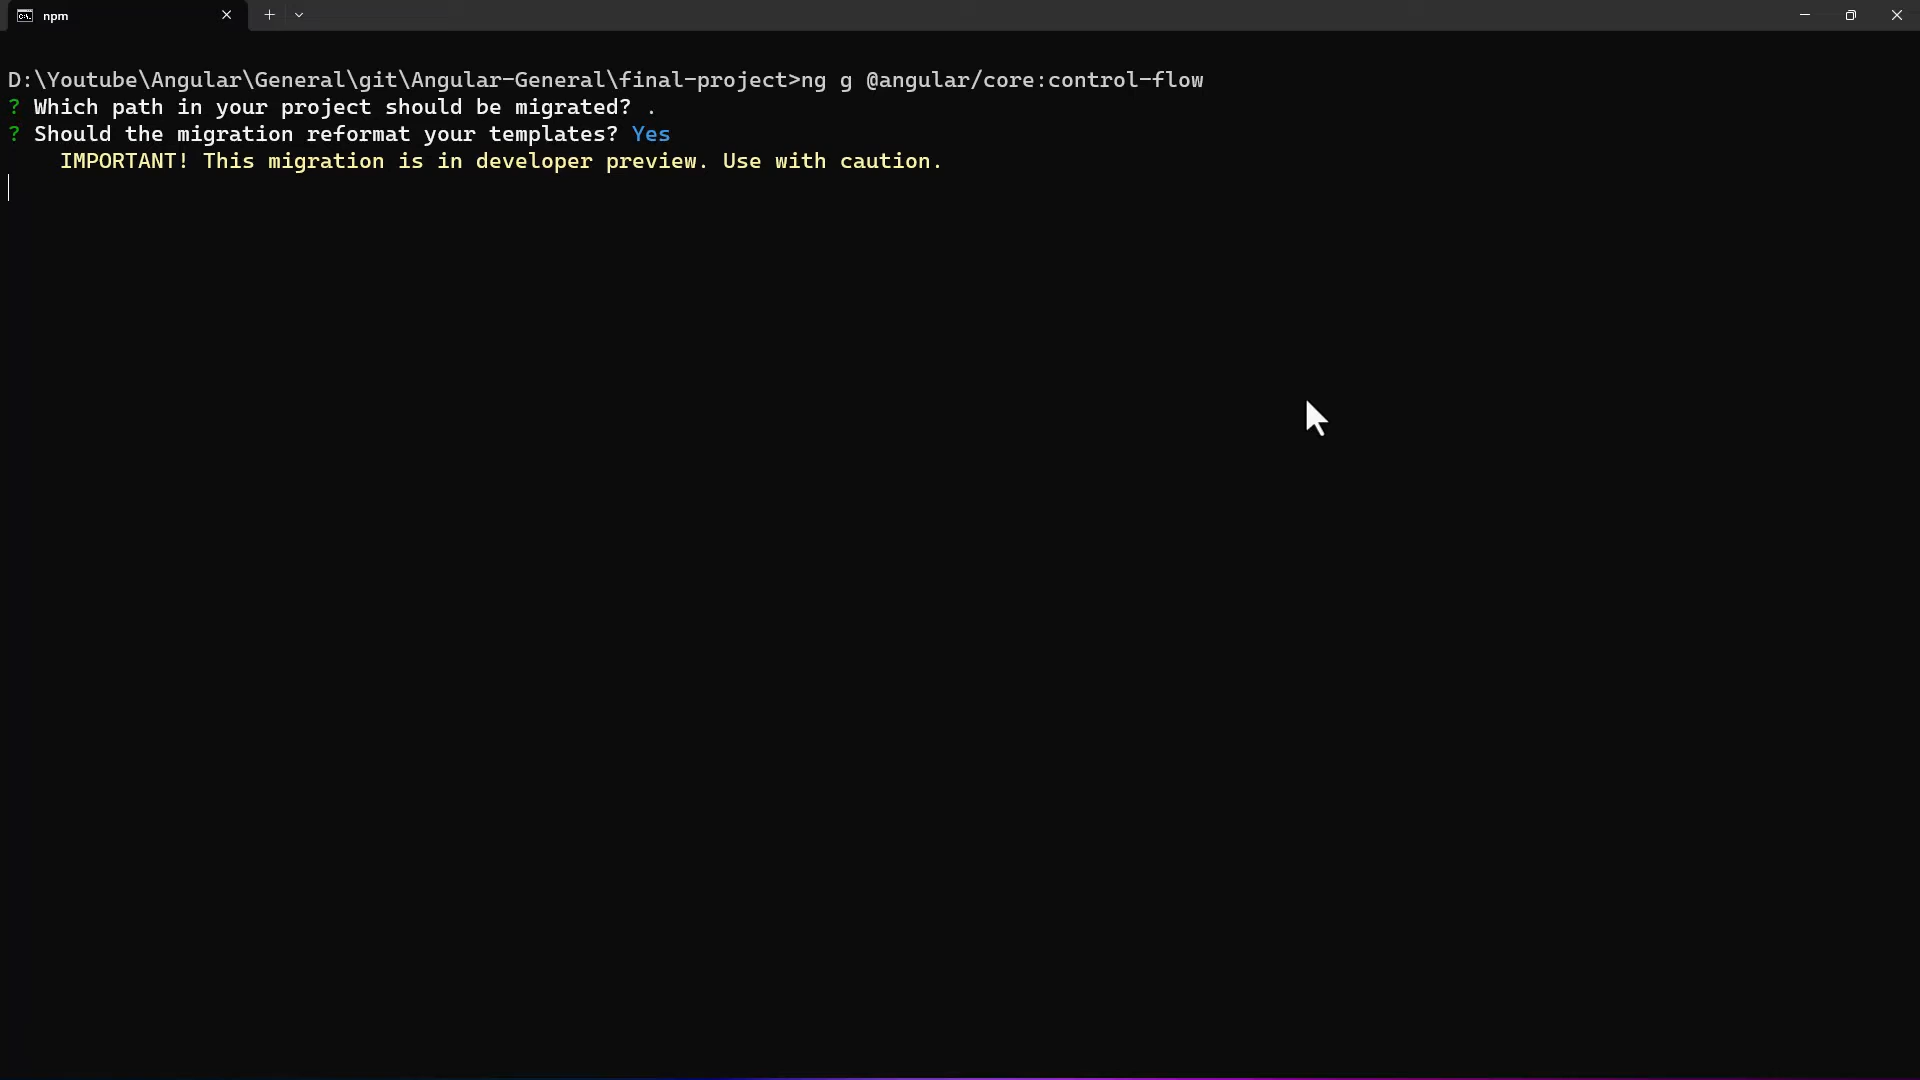 npm
D:\Youtube\Angular\General\git\Angular-General\final-project>ng g @angular/core:control-flow
? Which path in your project should be migrated? .
? Should the migration reformat your templates? Yes
IMPORTANT! This migration is in developer preview. Use with caution.